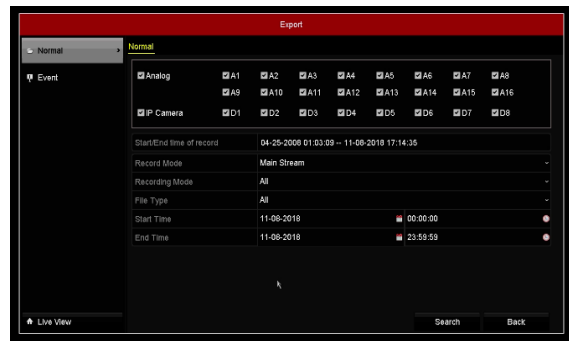 Export
Normal
Normal
Event
Analog A1 A2 A3 A4 A5 A6 A7 A8
A9 A10 A11 A12 A13 A14 A15 A16
IP Camera D1 D2 D3 D4 D5 D6 D7 D8
Start/End time of record 04-25-2008 01:03:09 -- 11-08-2018 17:14:35
Record Mode Main Stream
Recording Mode All
File Type All
Start Time 11-08-2018 00:00:00
End Time 11-08-2018 23:59:59
Live View Search Back